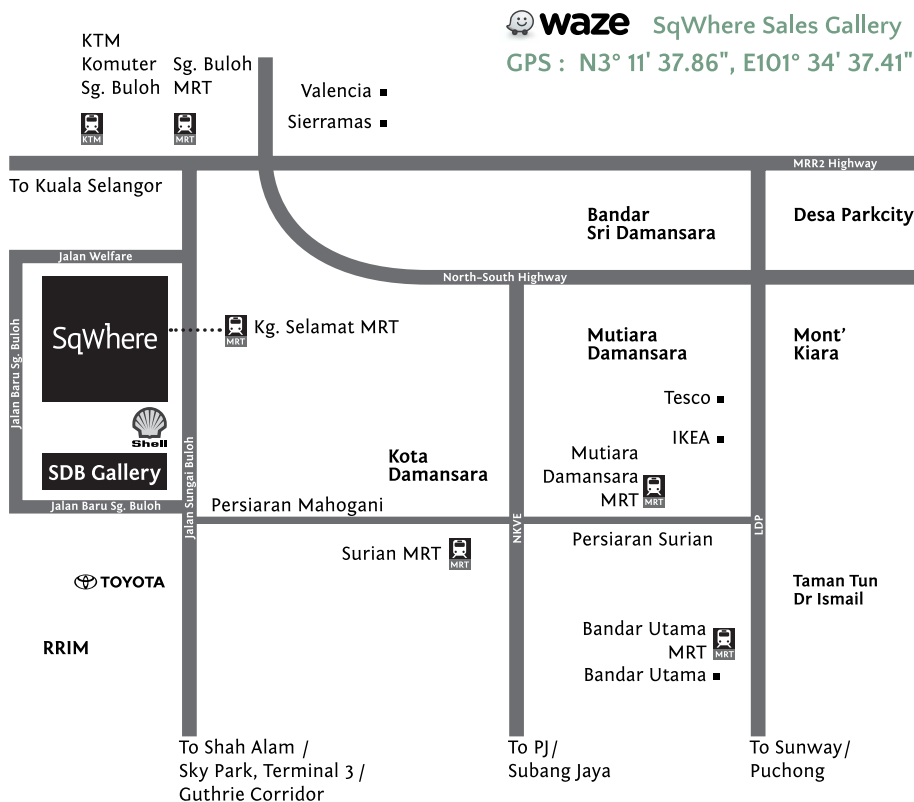 waze SqWhere Sales Gallery
GPS : N3° 11' 37.86", E101° 34' 37.41"
KTM
Komuter
Sg. Buloh
KTM
Sg. Buloh
MRT
MRT
Valencia
Sierramas
MRR2 Highway
To Kuala Selangor
Bandar
Sri Damansara
Desa Parkcity
Jalan Welfare
North-South Highway
Jalan Baru Sg. Buloh
SqWhere
MRT
Kg. Selamat MRT
Mutiara
Damansara
Mont’
Kiara
Tesco
IKEA
Shell
SDB Gallery
Jalan Sungai Buloh
Kota
Damansara
Mutiara
Damansara
MRT
MRT
Jalan Baru Sg. Buloh
Persiaran Mahogani
NKVE
LDP
Persiaran Surian
Surian MRT
MRT
TOYOTA
Taman Tun
Dr Ismail
RRIM
Bandar Utama
MRT
MRT
Bandar Utama
To Shah Alam /
Sky Park, Terminal 3 /
Guthrie Corridor
To PJ/
Subang Jaya
To Sunway/
Puchong